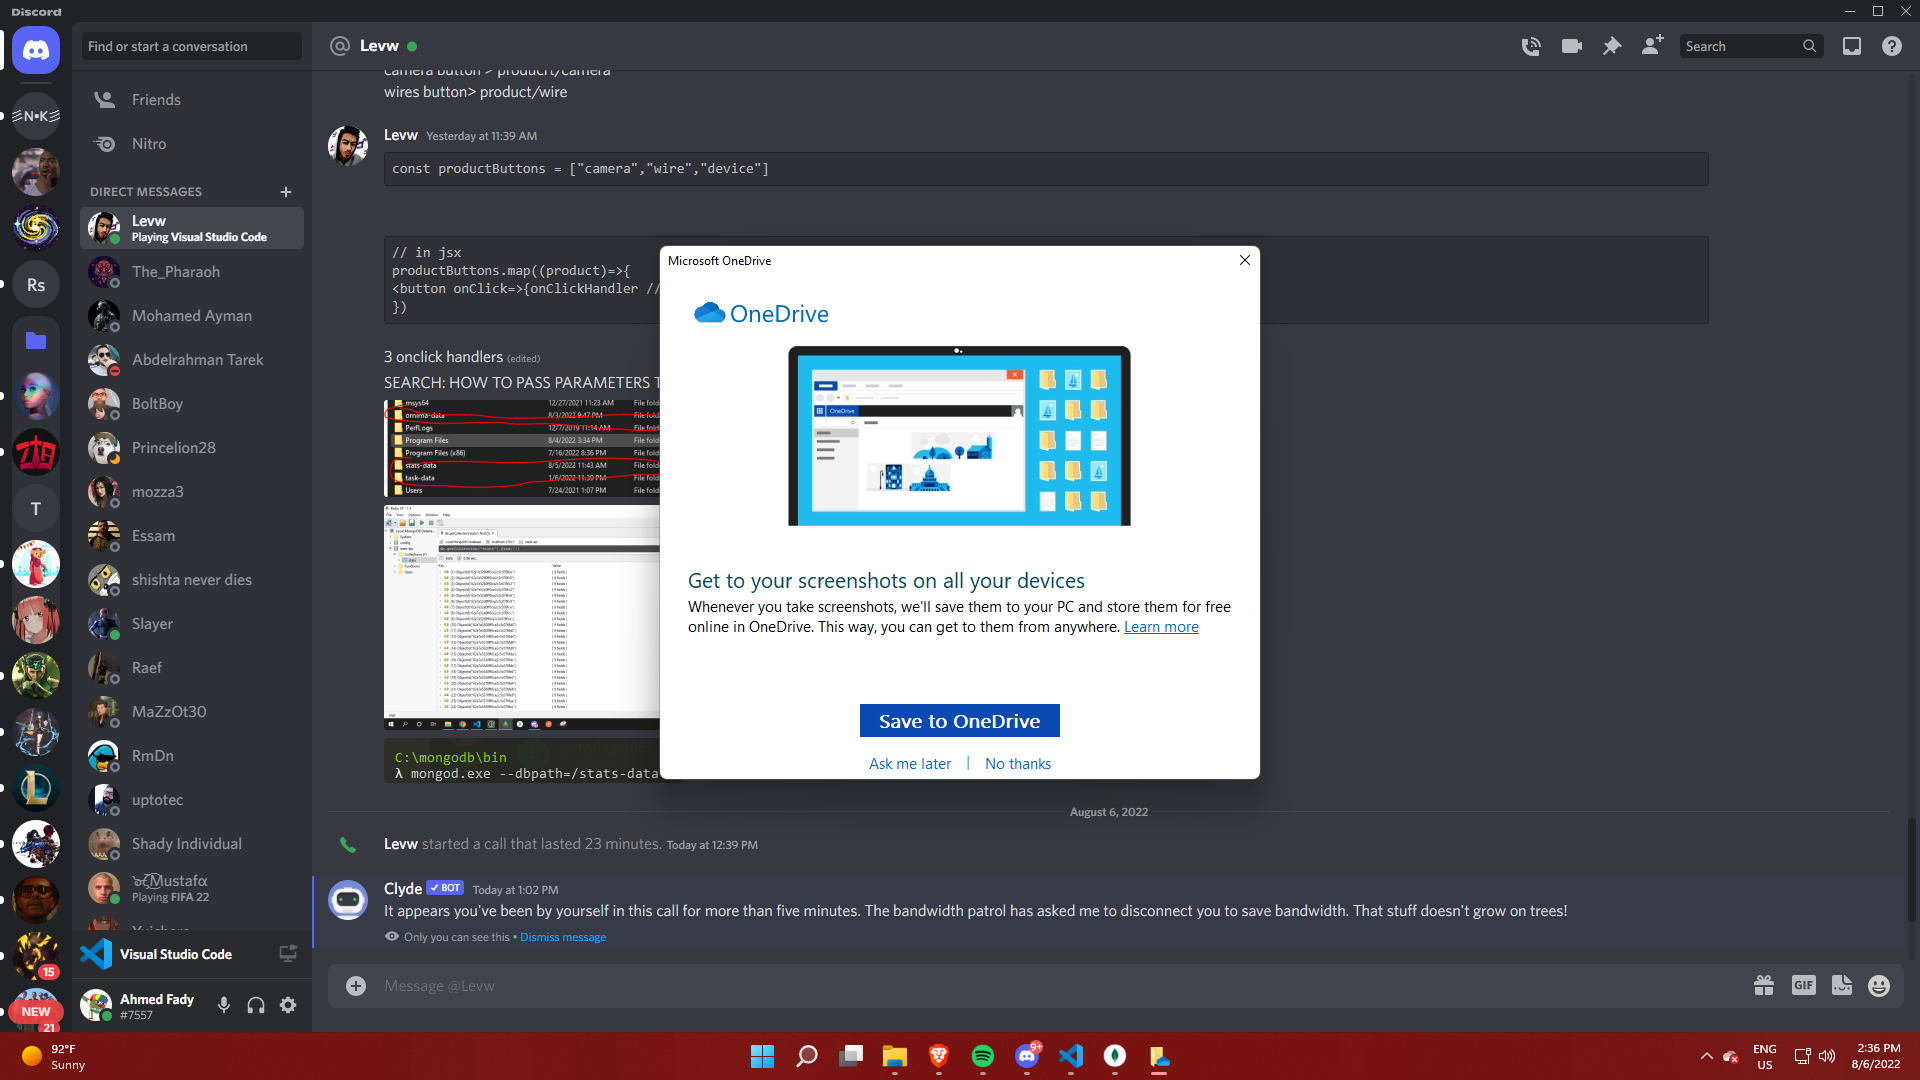 Discord
Find or start a conversation
Friends
Nitro
DIRECT MESSAGES
Levw
Playing Visual Studio Code
The_Pharaoh
Mohamed Ayman
Abdelrahman Tarek
BoltBoy
Princelion28
mozza3
Essam
shishta never dies
Slayer
Raef
MaZzOt30
RmDn
uptotec
Shady Individual
Mustafα
Playing FIFA 22
Visual Studio Code
Ahmed Fady
#7557
N•K
Rs
T
15
NEW
21
Levw
Search
camera button > producrt/camera
wires button> product/wire
Levw Yesterday at 11:39 AM
const productButtons = ["camera","wire","device"]
// in jsx
productButtons.map((product)=>{
<button onClick=>{onClickHandler //
})
3 onclick handlers (edited)
SEARCH: HOW TO PASS PARAMETERS T
msys64 12/27/2021 11:23 AM File fold
omima-data 8/3/2022 9:47 PM File fold
PerfLogs 12/7/2019 11:14 AM File fold
Program Files 8/4/2022 3:34 PM File fold
Program Files (x86) 7/16/2022 8:36 PM File fold
stats-data 8/5/2022 11:43 AM File fold
task-data 1/6/2022 11:39 PM File fold
Users 7/24/2021 1:07 PM File fold
C:\mongodb\bin
λ mongod.exe --dbpath=/stats-data
August 6, 2022
Levw started a call that lasted 23 minutes. Today at 12:39 PM
Clyde BOT Today at 1:02 PM
It appears you've been by yourself in this call for more than five minutes. The bandwidth patrol has asked me to disconnect you to save bandwidth. That stuff doesn't grow on trees!
Only you can see this • Dismiss message
Message @Levw
GIF
Microsoft OneDrive
OneDrive
OneDrive
Get to your screenshots on all your devices
Whenever you take screenshots, we'll save them to your PC and store them for free
online in OneDrive. This way, you can get to them from anywhere. Learn more
Save to OneDrive
Ask me later | No thanks
92°F
Sunny
9+
ENG
US
2:36 PM
8/6/2022